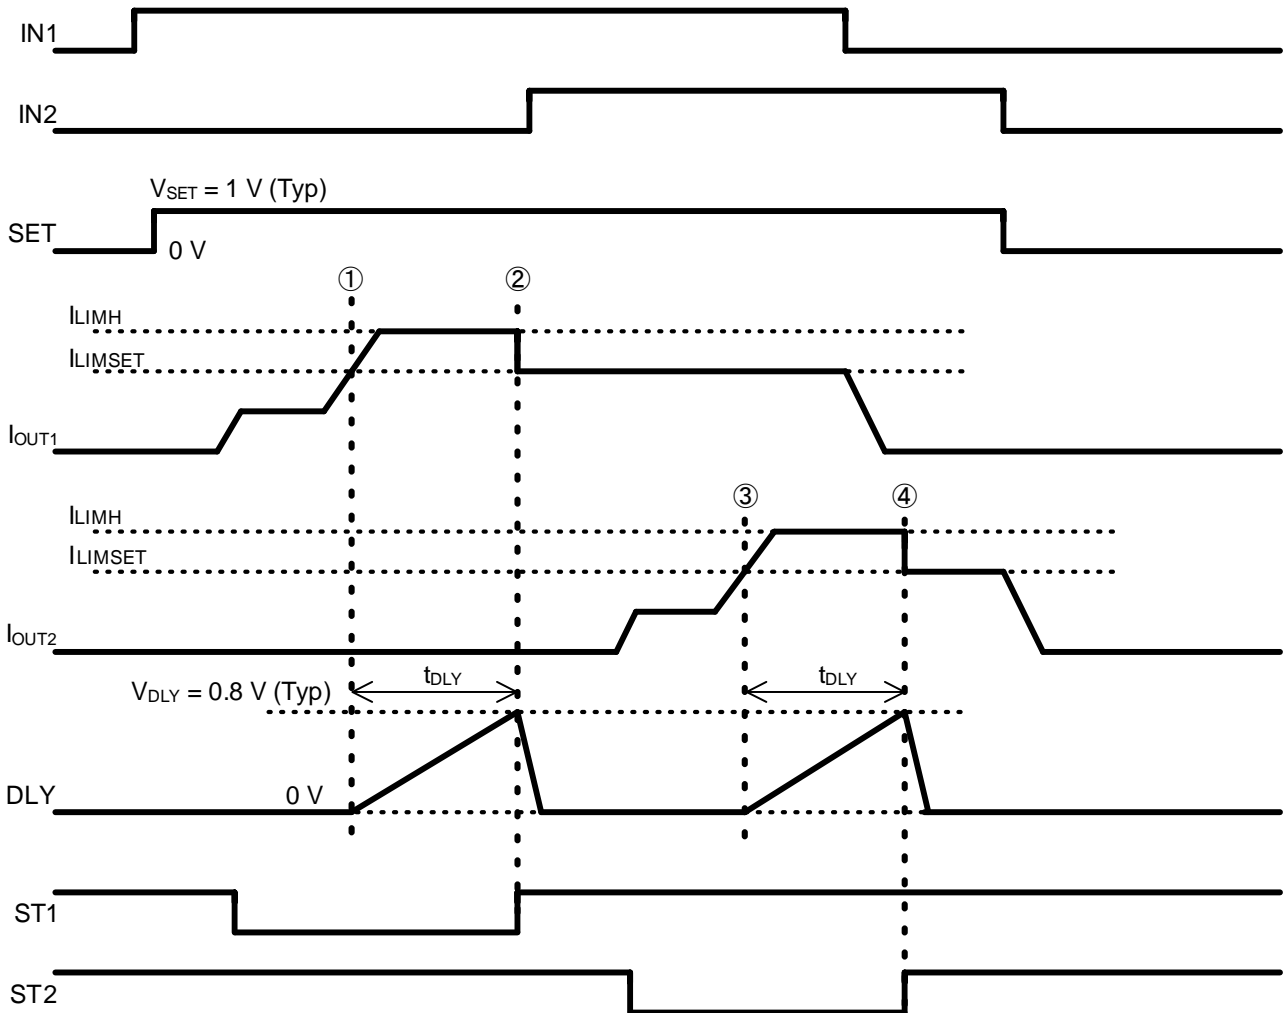 IN1
IN2
VSET = 1 V (Typ)
SET
0 V
① ②
ILIMH
ILIMSET
IOUT1
③ ④
ILIMH
ILIMSET
IOUT2
tDLY tDLY
VDLY = 0.8 V (Typ)
0 V
DLY
ST1
ST2